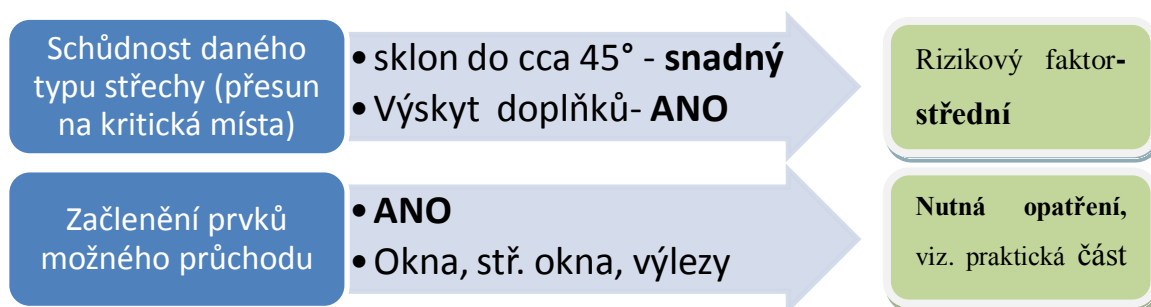 Schůdnost daného
typu střechy (přesun
na kritická místa)
•sklon do cca 45° - snadný
•Výskyt doplňků- ANO
Rizikový faktor-
střední
Začlenění prvků
možného průchodu
•ANO
•Okna, stř. okna, výlezy
Nutná opatření,
viz. praktická část